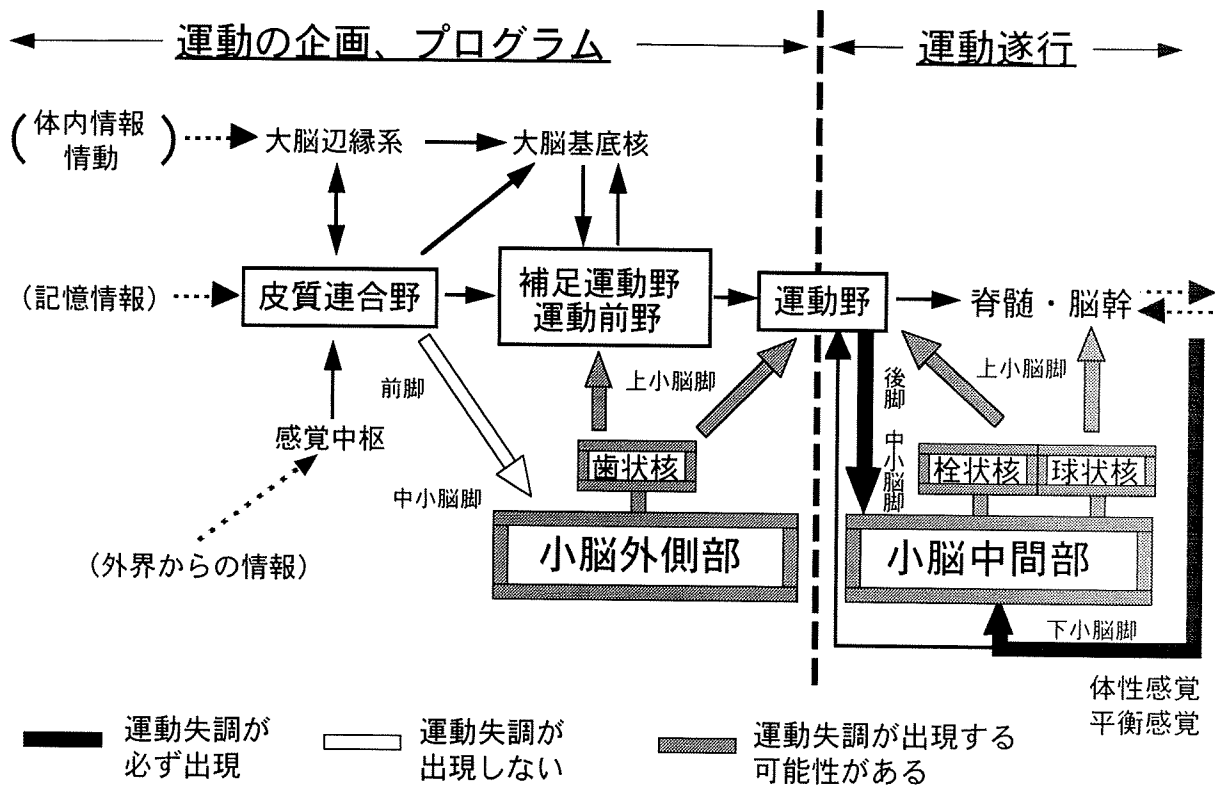 運動の企画、プログラム
運動遂行
(体内情報
情動)
大脳辺縁系
大脳基底核
(記憶情報)
皮質連合野
補足運動野
運動前野
運動野
脊髄・脳幹
前脚
上小脳脚
後脚 中小脳脚
上小脳脚
感覚中枢
中小脳脚
歯状核
栓状核
球状核
(外界からの情報)
小脳外側部
小脳中間部
下小脳脚
体性感覚
平衡感覚
運動失調が
必ず出現
運動失調が
出現しない
運動失調が出現する
可能性がある